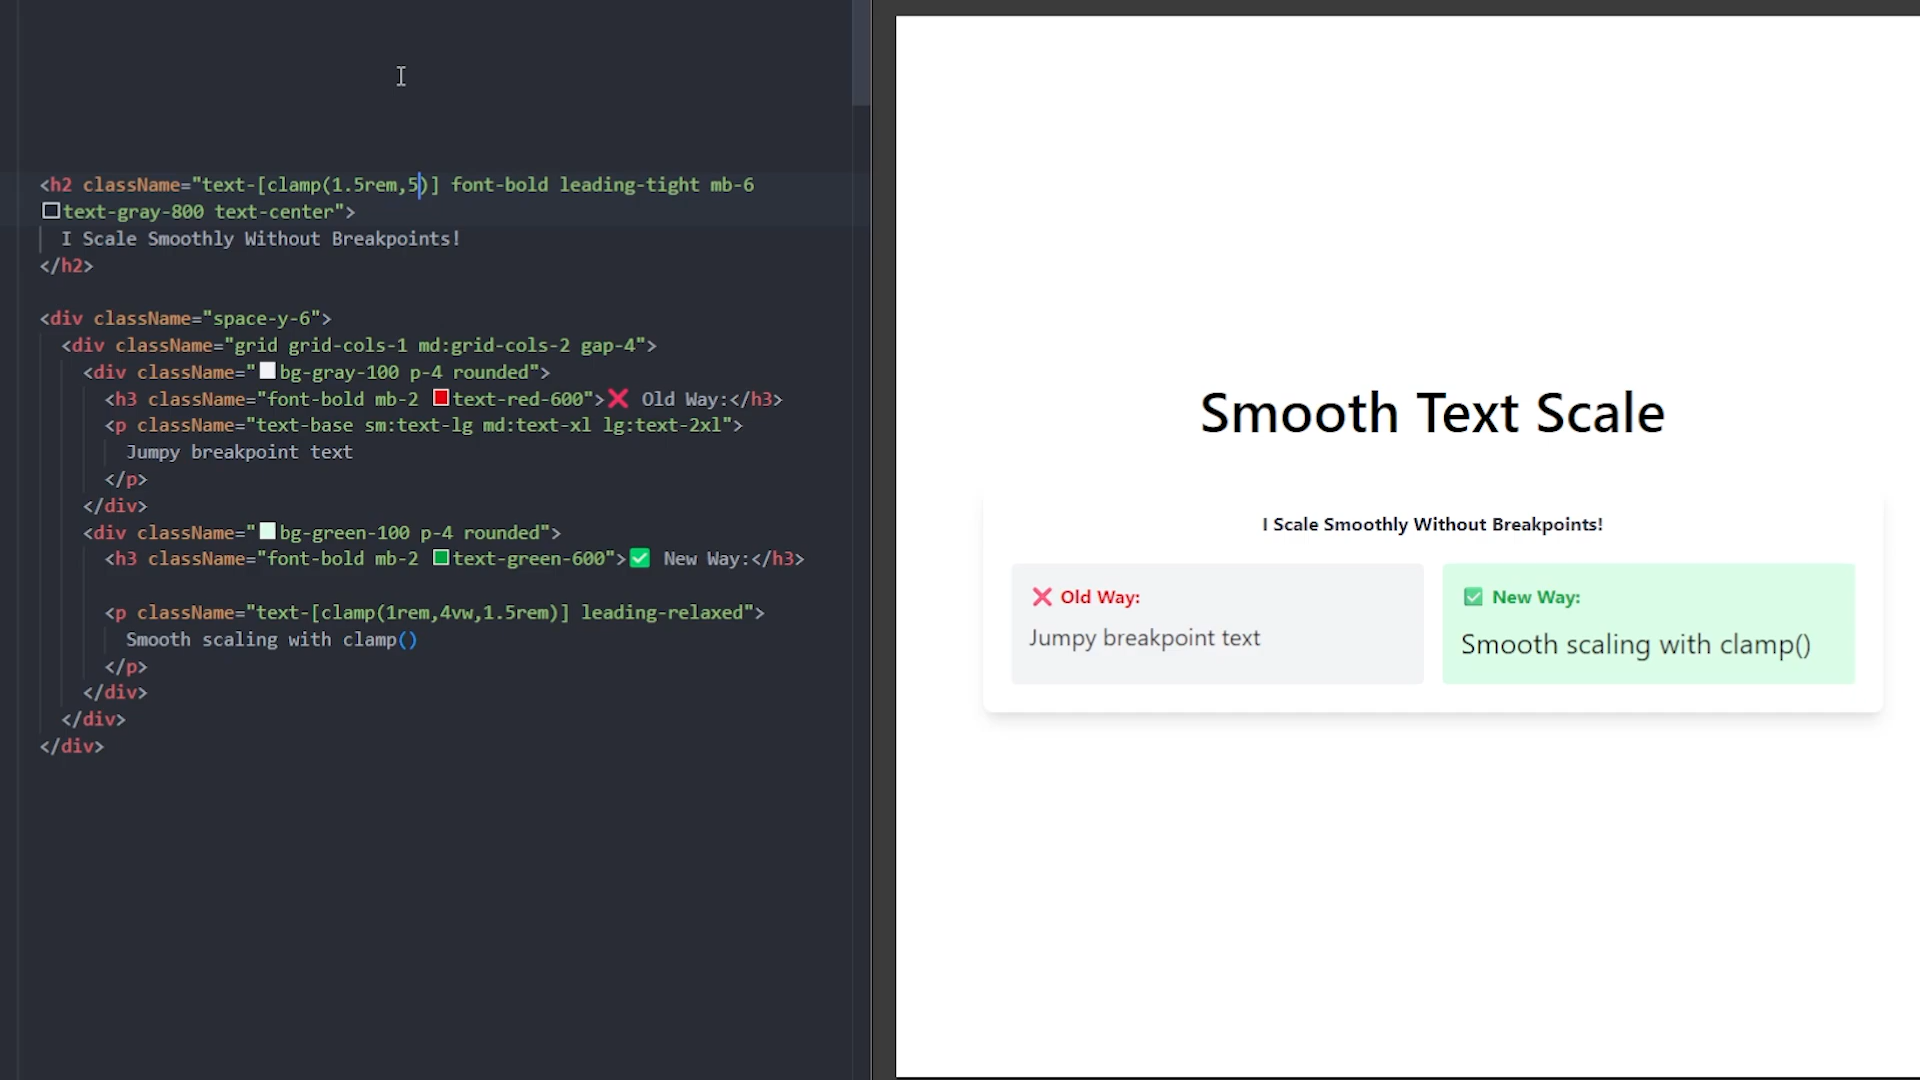 <h2 className="text-[clamp(1.5rem,5)] font-bold leading-tight mb-6
text-gray-800 text-center">
I Scale Smoothly Without Breakpoints!
</h2>
<div className="space-y-6">
<div className="grid grid-cols-1 md:grid-cols-2 gap-4">
<div className="bg-gray-100 p-4 rounded">
<h3 className="font-bold mb-2 text-red-600">❌ Old Way:</h3>
<p className="text-base sm:text-lg md:text-xl lg:text-2xl">
Jumpy breakpoint text
</p>
</div>
<div className="bg-green-100 p-4 rounded">
<h3 className="font-bold mb-2 text-green-600">✅ New Way:</h3>
<p className="text-[clamp(1rem,4vw,1.5rem)] leading-relaxed">
Smooth scaling with clamp()
</p>
</div>
</div>
</div>
Smooth Text Scale
I Scale Smoothly Without Breakpoints!
❌ Old Way:
Jumpy breakpoint text
✅ New Way:
Smooth scaling with clamp()